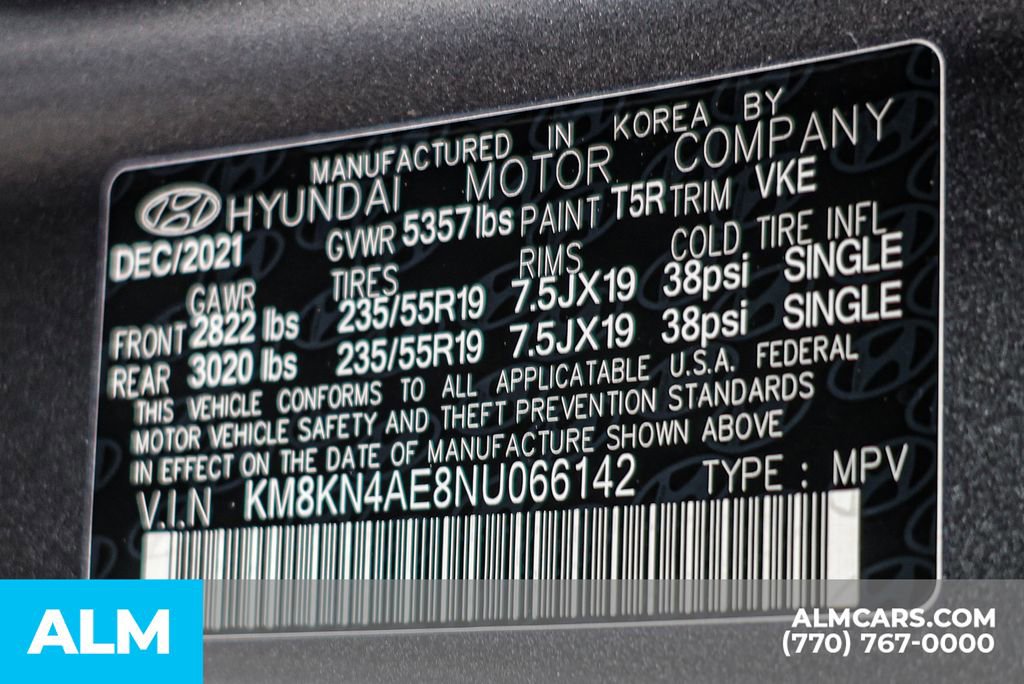 MANUFACTURED IN KOREA BY
HYUNDAI MOTOR COMPANY
DEC/2021 GVWR 5357lbs PAINT T5R TRIM VKE
GAWR TIRES RIMS COLD TIRE INFL
FRONT 2822 lbs 235/55R19 7.5JX19 38psi SINGLE
REAR 3020 lbs 235/55R19 7.5JX19 38psi SINGLE
THIS VEHICLE CONFORMS TO ALL APPLICATABLE U.S.A. FEDERAL
MOTOR VEHICLE SAFETY AND THEFT PREVENTION STANDARDS
IN EFFECT ON THE DATE OF MANUFACTURE SHOWN ABOVE
V.I.N KM8KN4AE8NU066142 TYPE : MPV
ALM
ALMCARS.COM
(770) 767-0000